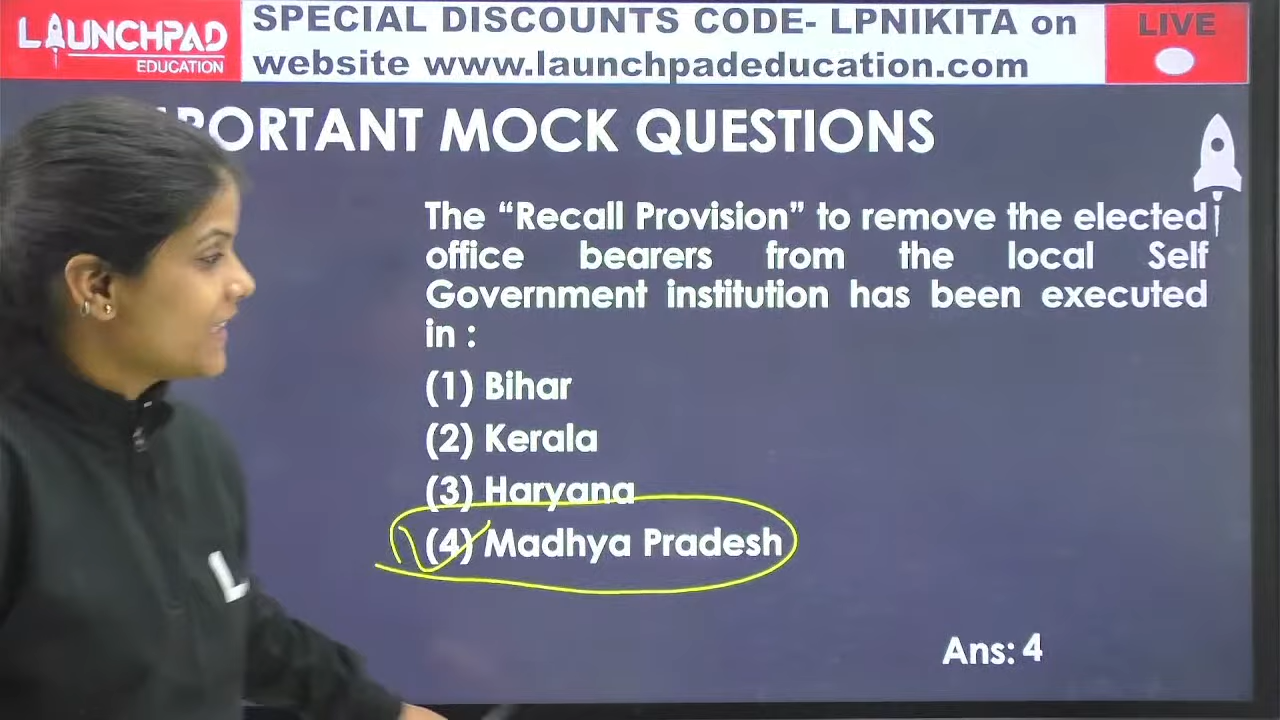 LAUNCHPAD
EDUCATION
SPECIAL DISCOUNTS CODE- LPNIKITA on
website www.launchpadeducation.com
LIVE
PORTANT MOCK QUESTIONS
The “Recall Provision” to remove the elected
office bearers from the local Self
Government institution has been executed
in :
(1) Bihar
(2) Kerala
(3) Haryana
(4) Madhya Pradesh
Ans: 4